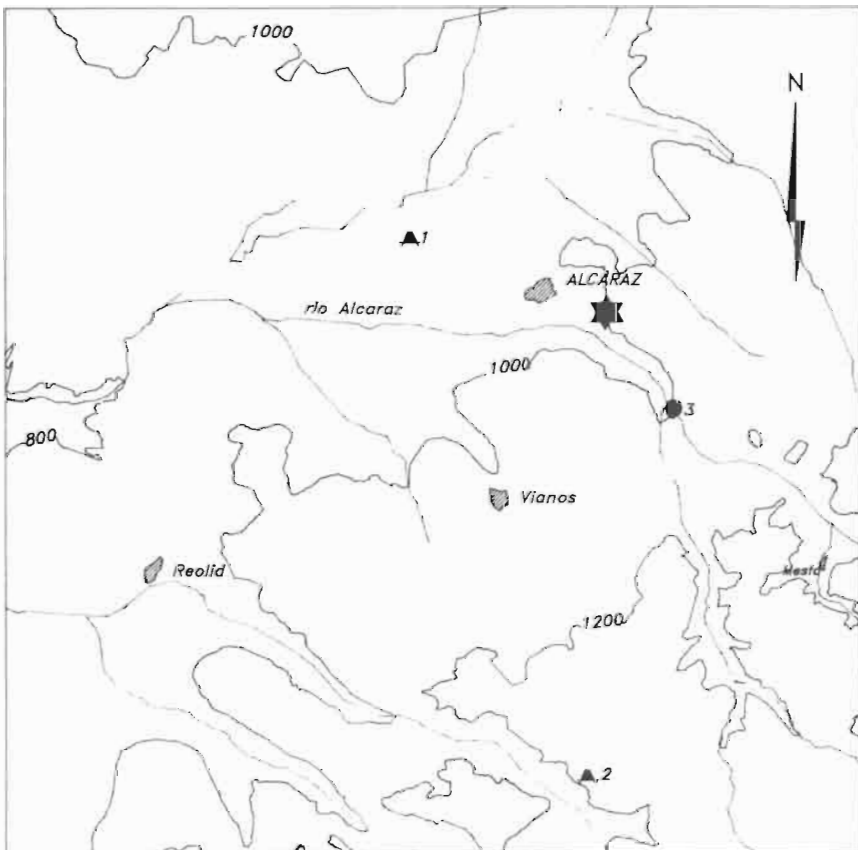 1000
N
1
ALCARAZ
río Alcaraz
1000
3
800
Vianos
Reolid
Mesta
1200
2